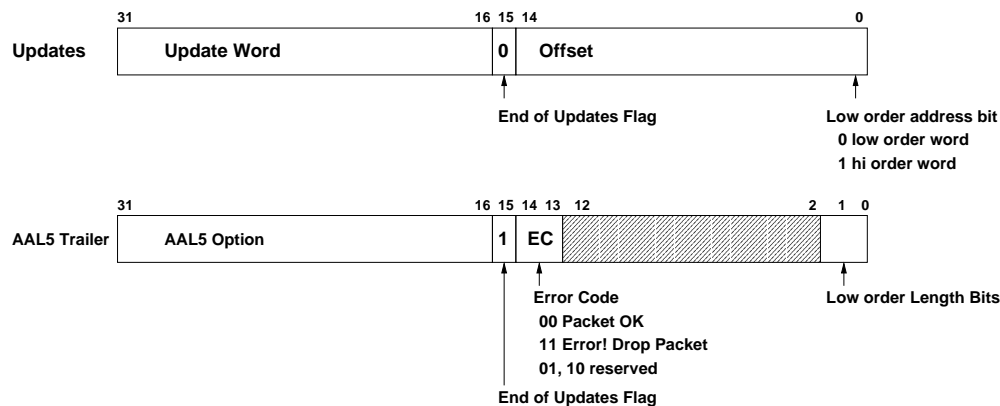 31 16 15 14 0
Updates Update Word 0 Offset
End of Updates Flag Low order address bit
0 low order word
1 hi order word
31 16 15 14 13 12 2 1 0
AAL5 Trailer AAL5 Option 1 EC
Error Code Low order Length Bits
00 Packet OK
11 Error! Drop Packet
01, 10 reserved
End of Updates Flag